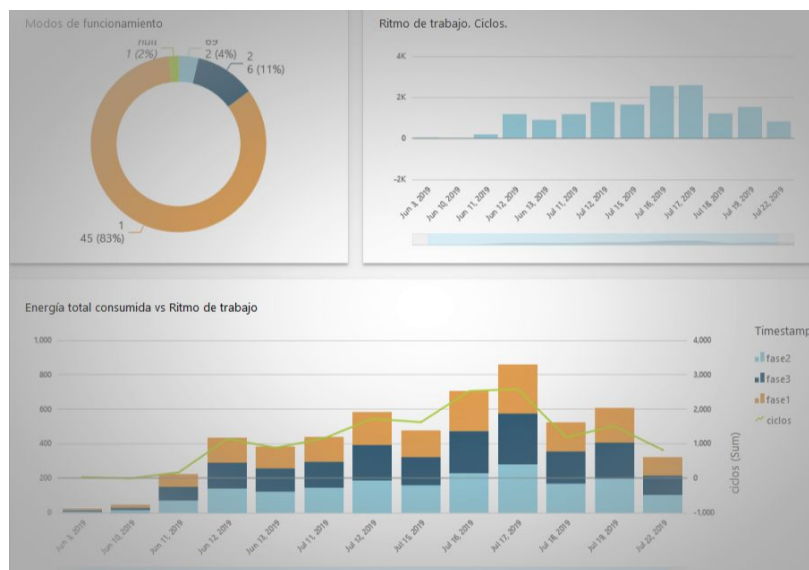 Modos de funcionamiento
null
1 (2%)
69
2 (4%)
2
6 (11%)
1
45 (83%)
Ritmo de trabajo. Ciclos.
4K
2K
0
-2K
Jun 3, 2019
Jun 10, 2019
Jun 11, 2019
Jun 12, 2019
Jun 13, 2019
Jul 11, 2019
Jul 12, 2019
Jul 15, 2019
Jul 16, 2019
Jul 17, 2019
Jul 18, 2019
Jul 19, 2019
Jul 22, 2019
Energía total consumida vs Ritmo de trabajo
1,000
800
600
400
200
0
4,000
3,000
2,000
1,000
0
-1,000
ciclos (Sum)
Jun 3, 2019
Jun 10, 2019
Jun 11, 2019
Jun 12, 2019
Jun 13, 2019
Jul 11, 2019
Jul 12, 2019
Jul 15, 2019
Jul 16, 2019
Jul 17, 2019
Jul 18, 2019
Jul 19, 2019
Jul 22, 2019
Timestamp
fase2
fase3
fase1
ciclos